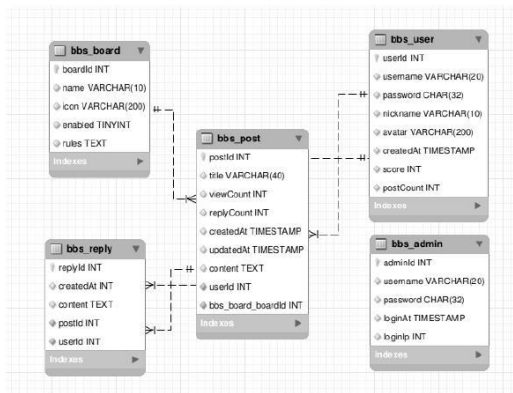 bbs_board
boardId INT
name VARCHAR(10)
icon VARCHAR(200)
enabled TINYINT
rules TEXT
Indexes
bbs_user
userId INT
username VARCHAR(20)
password CHAR(32)
nickname VARCHAR(10)
avatar VARCHAR(200)
createdAt TIMESTAMP
score INT
postCount INT
Indexes
bbs_post
postId INT
title VARCHAR(40)
viewCount INT
replyCount INT
createdAt TIMESTAMP
updatedAt TIMESTAMP
content TEXT
userId INT
bbs_board_boardId INT
Indexes
bbs_reply
replyId INT
createdAt INT
content TEXT
postId INT
userId INT
Indexes
bbs_admin
adminId INT
username VARCHAR(20)
password CHAR(32)
loginAt TIMESTAMP
loginIp INT
Indexes